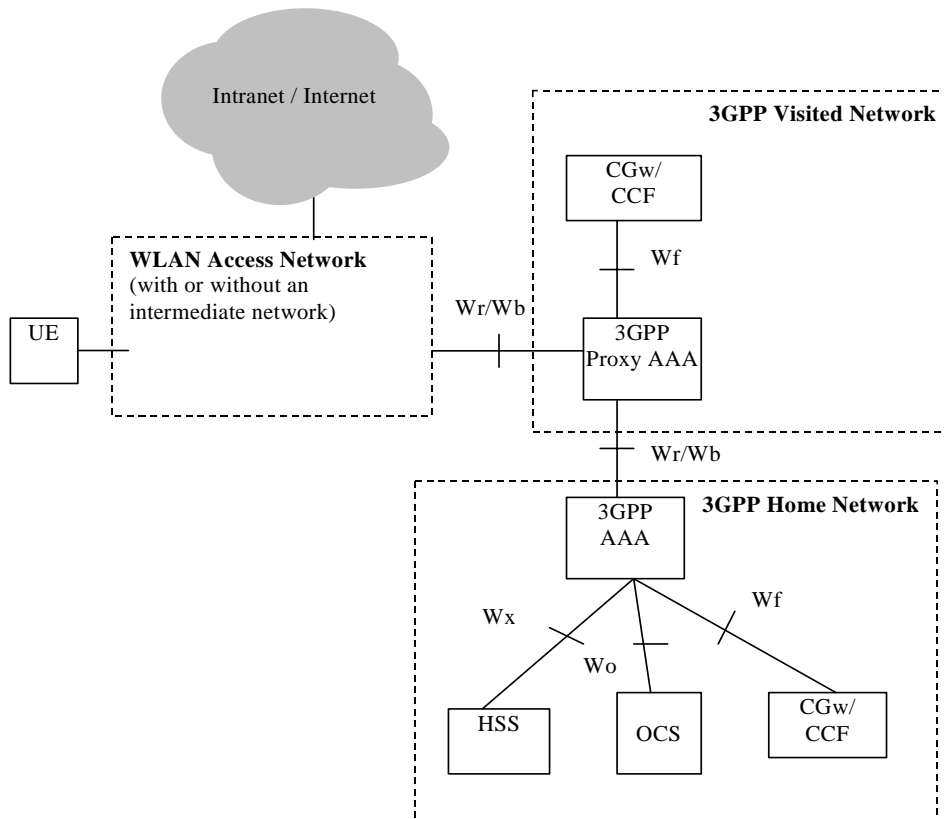 Intranet / Internet
3GPP Visited Network
CGw/
CCF
Wf
WLAN Access Network
(with or without an
intermediate network)
Wr/Wb
UE
3GPP
Proxy AAA
Wr/Wb
3GPP Home Network
3GPP
AAA
Wx
Wo
Wf
HSS
OCS
CGw/
CCF